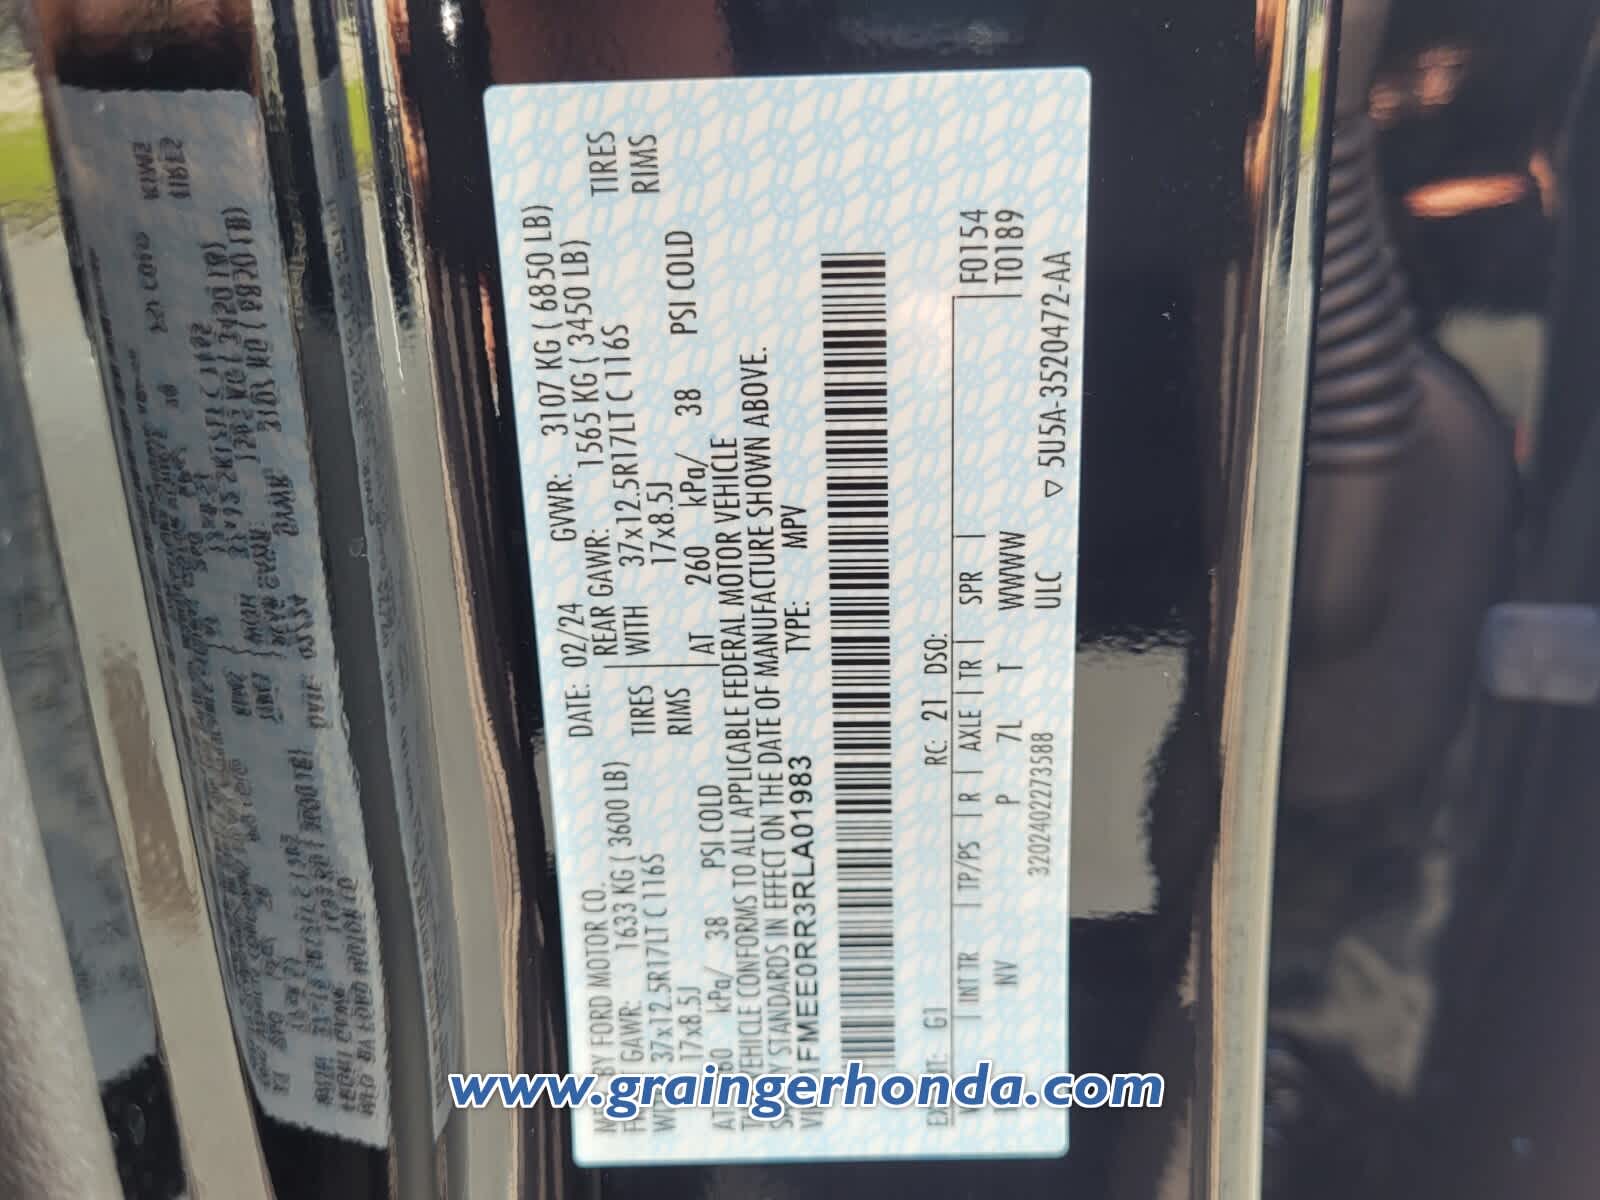 BY FORD MOTOR CO. DATE: 02/24 GVWR: 3107 KG ( 6850 LB)
GAWR: 1633 KG ( 3600 LB) REAR GAWR: 1565 KG ( 3450 LB)
37x12.5R17LT C 116S TIRES WITH 37x12.5R17LT C 116S TIRES
17x8.5J RIMS 17x8.5J RIMS
AT kPa/ 38 PSI COLD AT 260 kPa/ 38 PSI COLD
VEHICLE CONFORMS TO ALL APPLICABLE FEDERAL MOTOR VEHICLE
STANDARDS IN EFFECT ON THE DATE OF MANUFACTURE SHOWN ABOVE.
1FMEE0RR3RLA01983 TYPE: MPV
EXT: G1 RC: 21 DSO:
INT TR TP/PS R AXLE TR SPR F0154
NV P 7L T WWWW T0189
ULC
3202402273588 ▽ 5U5A-3520472-AA
www.graingerhonda.com